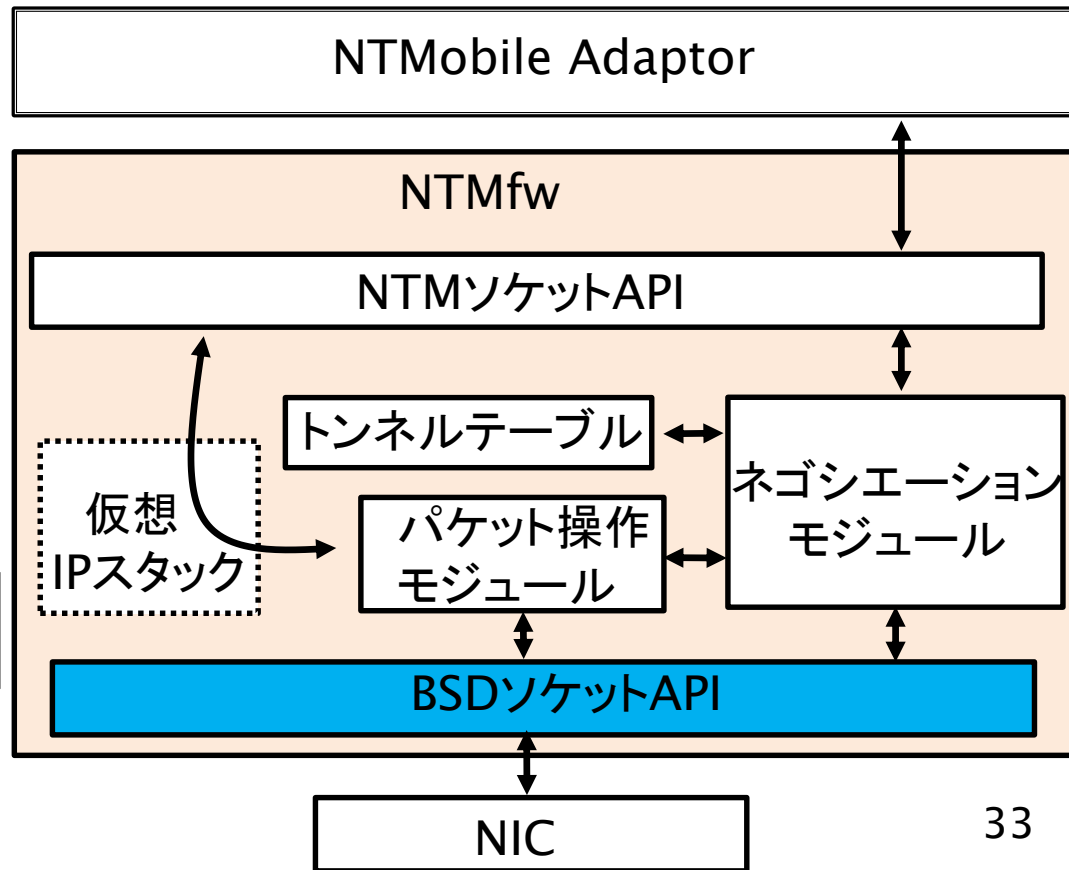 NTMobile Adaptor
NTMfw
NTMソケットAPI
トンネルテーブル
ネゴシエーション
モジュール
仮想
IPスタック
パケット操作
モジュール
BSDソケットAPI
NIC
33